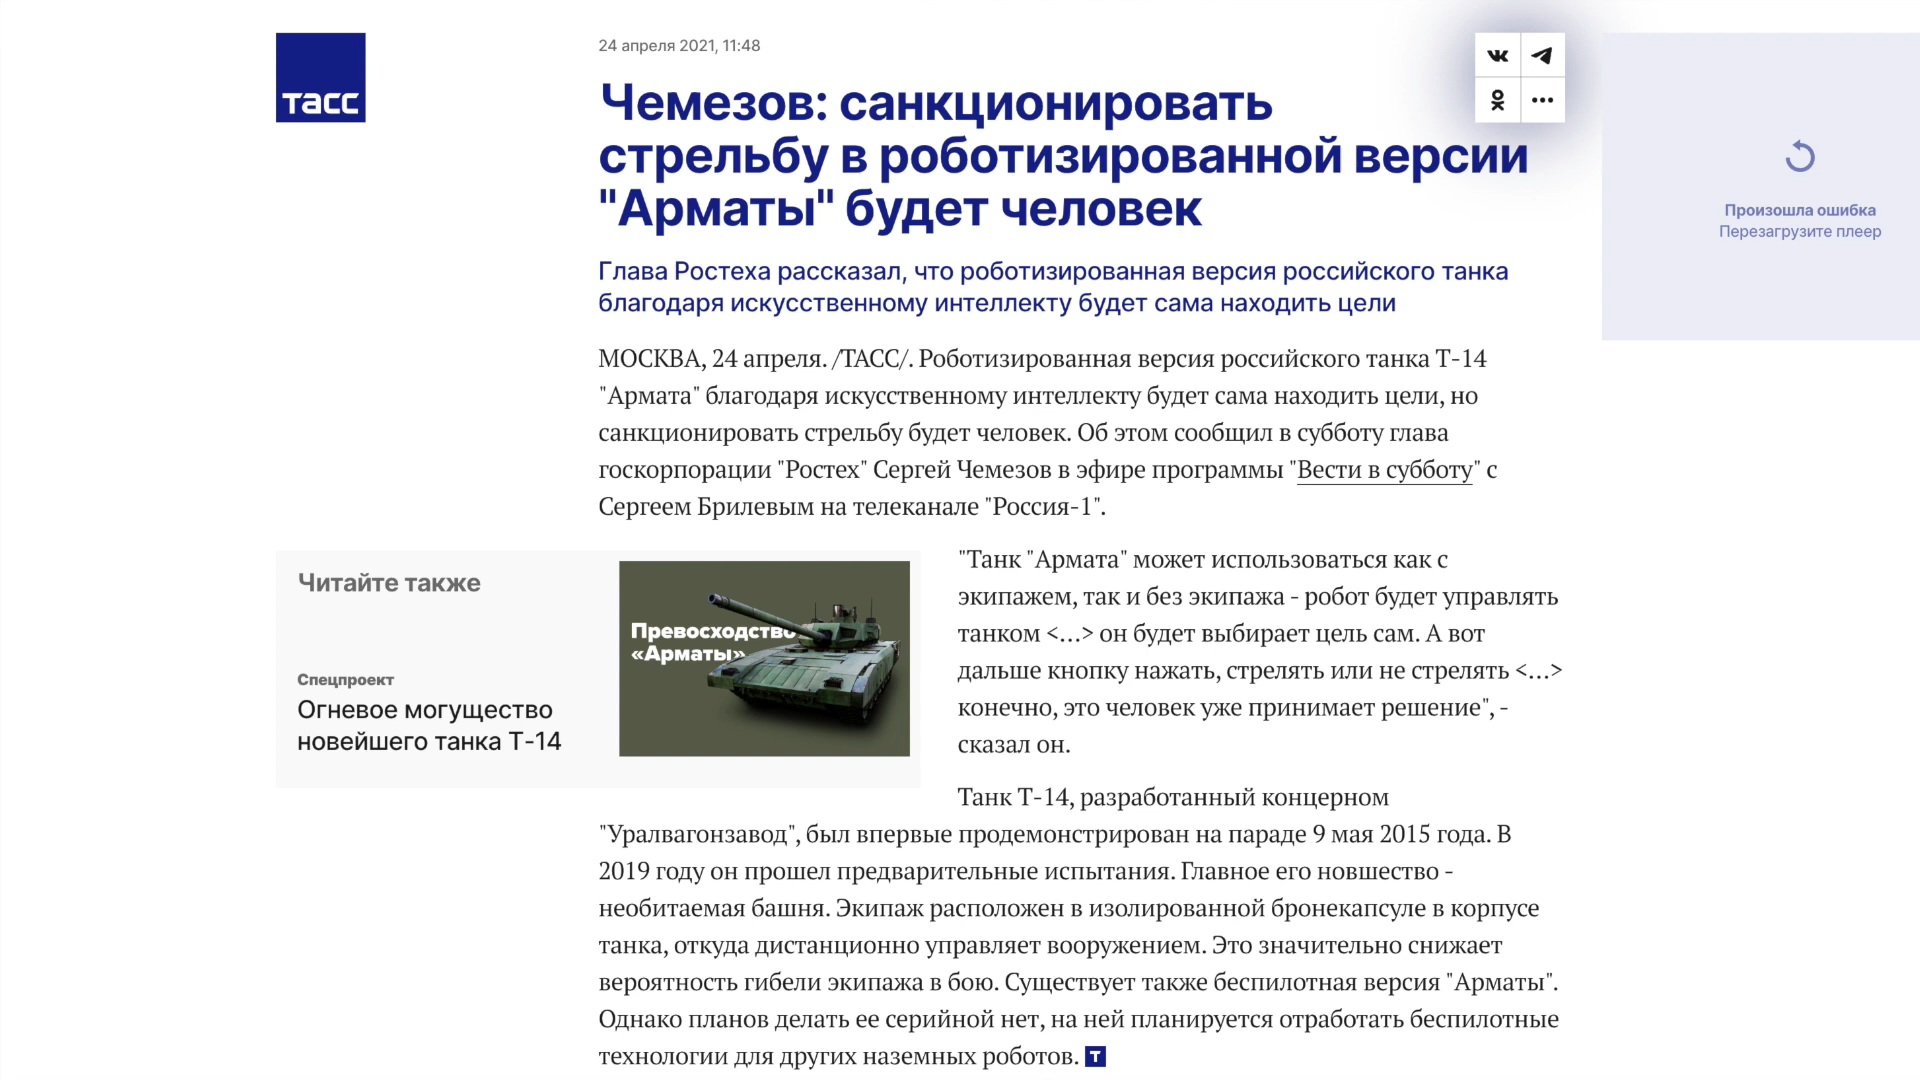 тасс
24 апреля 2021, 11:48
Чемезов: санкционировать
стрельбу в роботизированной версии
"Арматы" будет человек
Глава Ростеха рассказал, что роботизированная версия российского танка
благодаря искусственному интеллекту будет сама находить цели
Произошла ошибка
Перезагрузите плеер
МОСКВА, 24 апреля. /ТАСС/. Роботизированная версия российского танка Т-14
"Армата" благодаря искусственному интеллекту будет сама находить цели, но
санкционировать стрельбу будет человек. Об этом сообщил в субботу глава
госкорпорации "Ростех" Сергей Чемезов в эфире программы "Вести в субботу" с
Сергеем Брилевым на телеканале "Россия-1".
Читайте также
Спецпроект
Огневое могущество
новейшего танка Т-14
Превосходство
«Арматы»
"Танк "Армата" может использоваться как с
экипажем, так и без экипажа - робот будет управлять
танком <...> он будет выбирает цель сам. А вот
дальше кнопку нажать, стрелять или не стрелять <...>
конечно, это человек уже принимает решение", -
сказал он.
Танк Т-14, разработанный концерном
"Уралвагонзавод", был впервые продемонстрирован на параде 9 мая 2015 года. В
2019 году он прошел предварительные испытания. Главное его новшество -
необитаемая башня. Экипаж расположен в изолированной бронекапсуле в корпусе
танка, откуда дистанционно управляет вооружением. Это значительно снижает
вероятность гибели экипажа в бою. Существует также беспилотная версия "Арматы".
Однако планов делать ее серийной нет, на ней планируется отработать беспилотные
технологии для других наземных роботов. Т